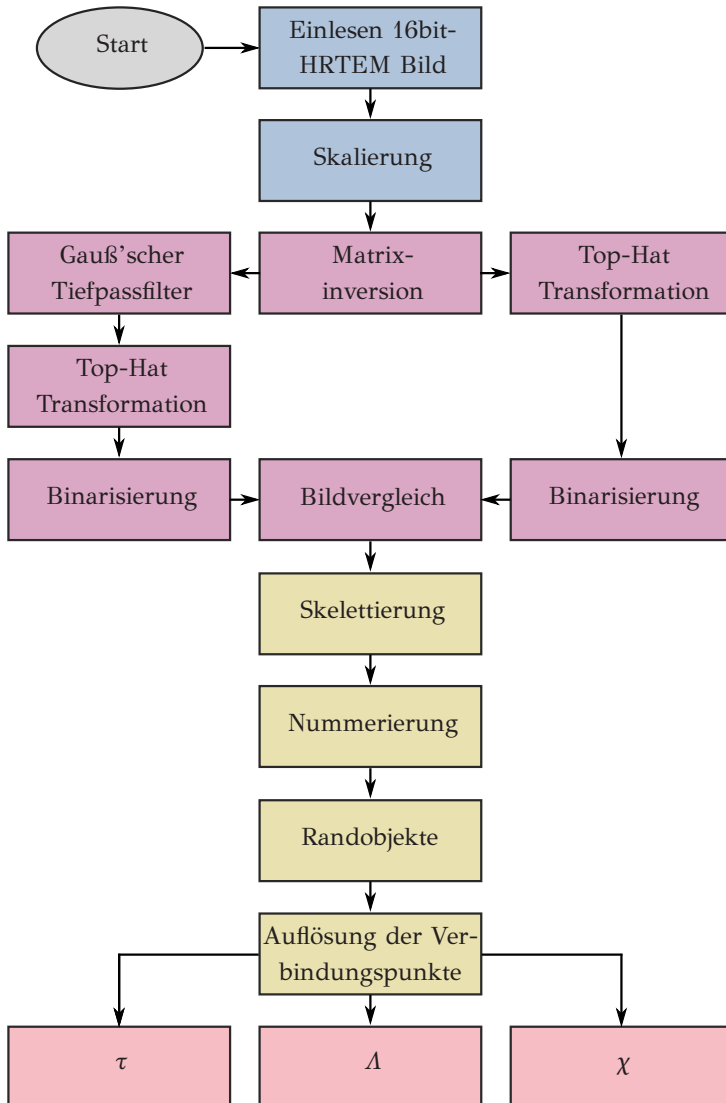 Start
Einlesen 16bit-
HRTEM Bild
Skalierung
Gauß'scher
Tiefpassfilter
Matrix-
inversion
Top-Hat
Transformation
Top-Hat
Transformation
Binarisierung
Bildvergleich
Binarisierung
Skelettierung
Nummerierung
Randobjekte
Auflösung der Ver-
bindungspunkte
τ
Λ
χ